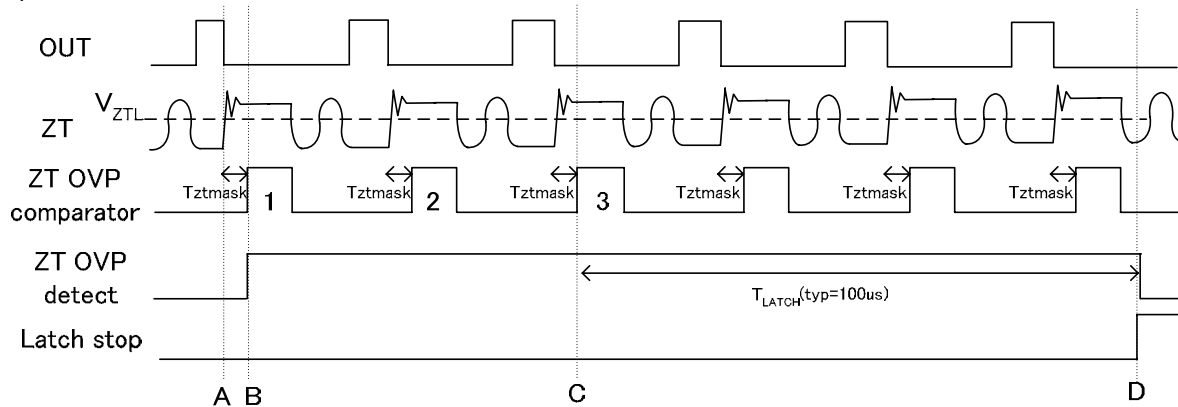 OUT
V_ZTL
ZT
ZT OVP
comparator
Tztmask
1
Tztmask
2
Tztmask
3
Tztmask
Tztmask
Tztmask
ZT OVP
detect
T_LATCH(typ=100us)
Latch stop
A B C D